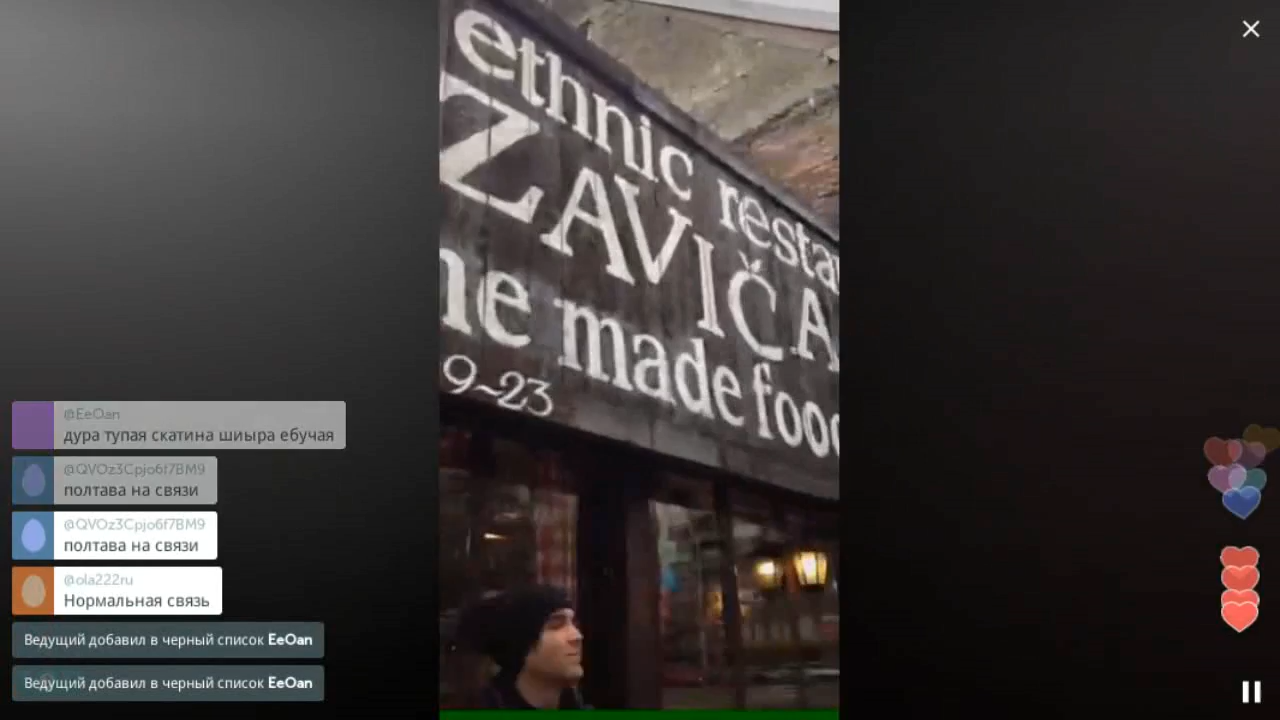 ethnic resta
ZAVIČA
ne made foo
9~23
@EeOan
дура тупая скатина шиыра ебучая
@QVOz3Cpjo6f7BM9
полтава на связи
@QVOz3Cpjo6f7BM9
полтава на связи
@ola222ru
Нормальная связь
Ведущий добавил в черный список EeOan
Ведущий добавил в черный список EeOan